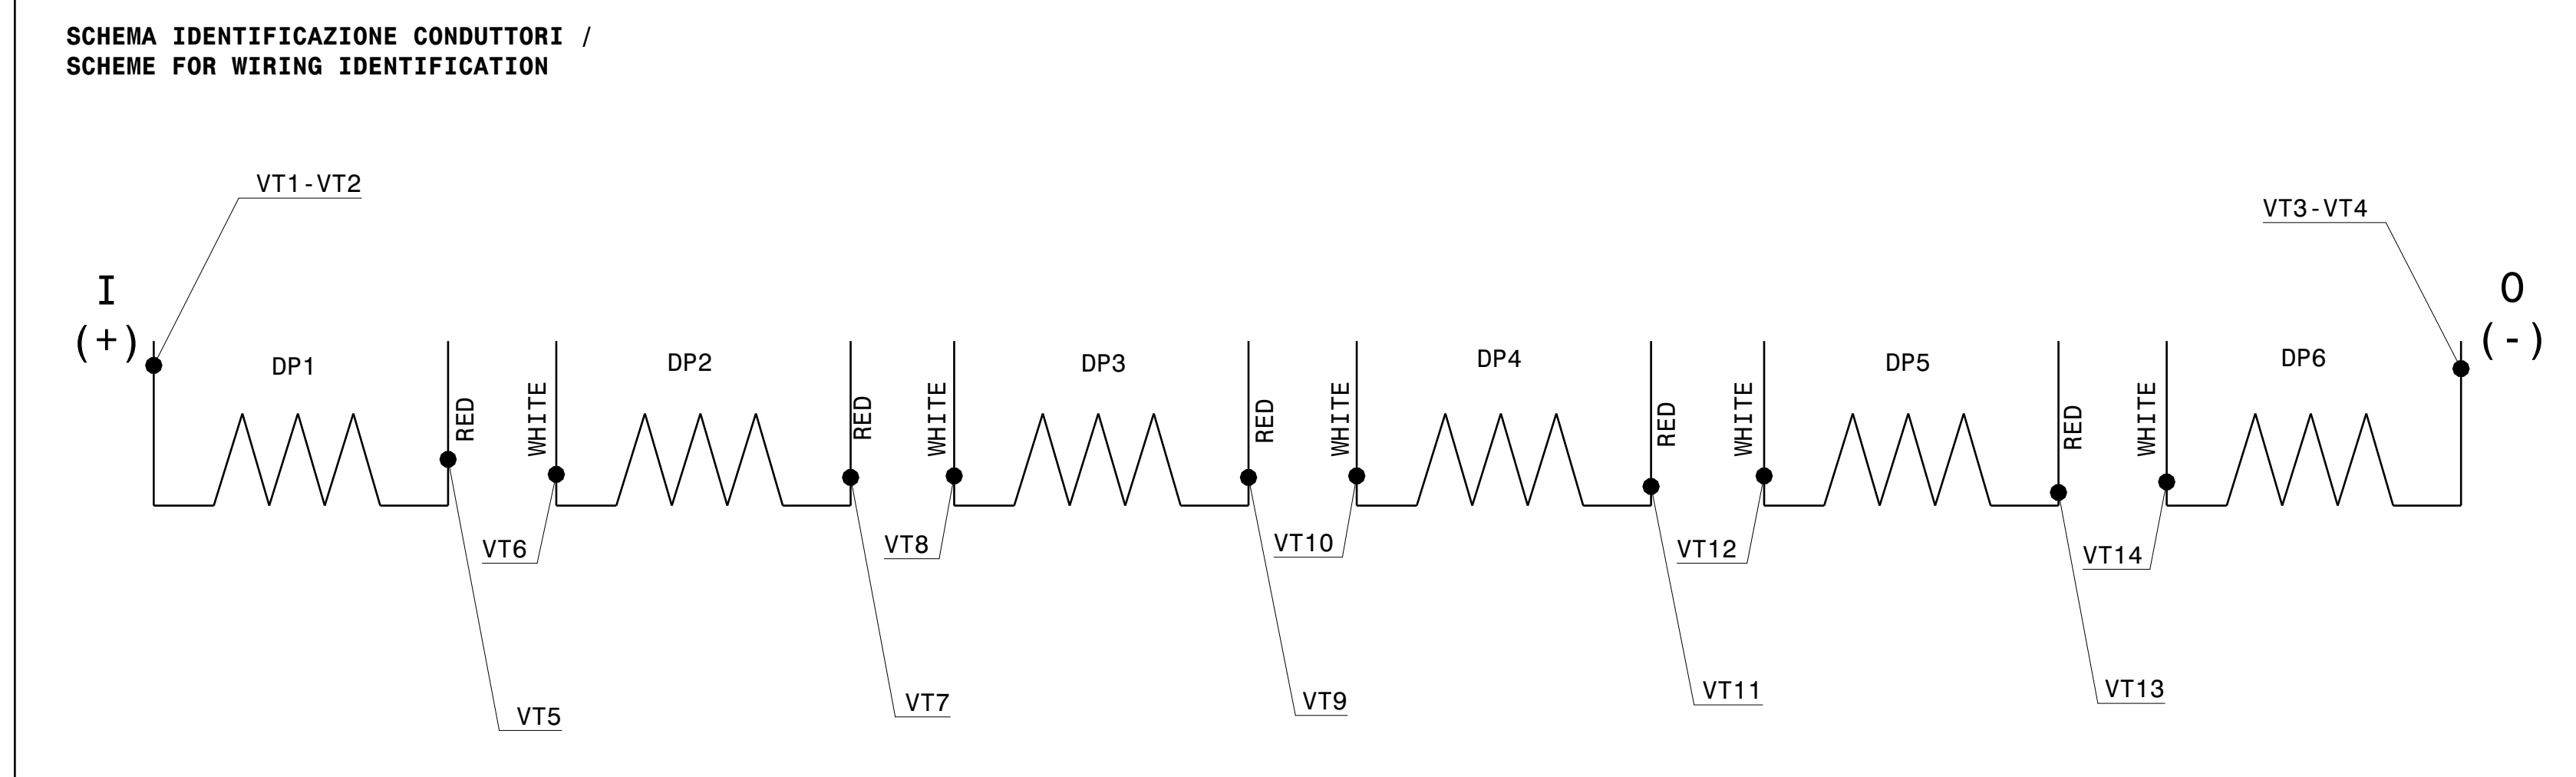 SCHEMA IDENTIFICAZIONE CONDUTTORI /
SCHEME FOR WIRING IDENTIFICATION
VT1-VT2
VT3-VT4
I
(+)
O
(-)
DP1
DP2
DP3
DP4
DP5
DP6
RED
WHITE
RED
WHITE
RED
WHITE
RED
WHITE
RED
WHITE
VT6
VT8
VT10
VT12
VT14
VT5
VT7
VT9
VT11
VT13